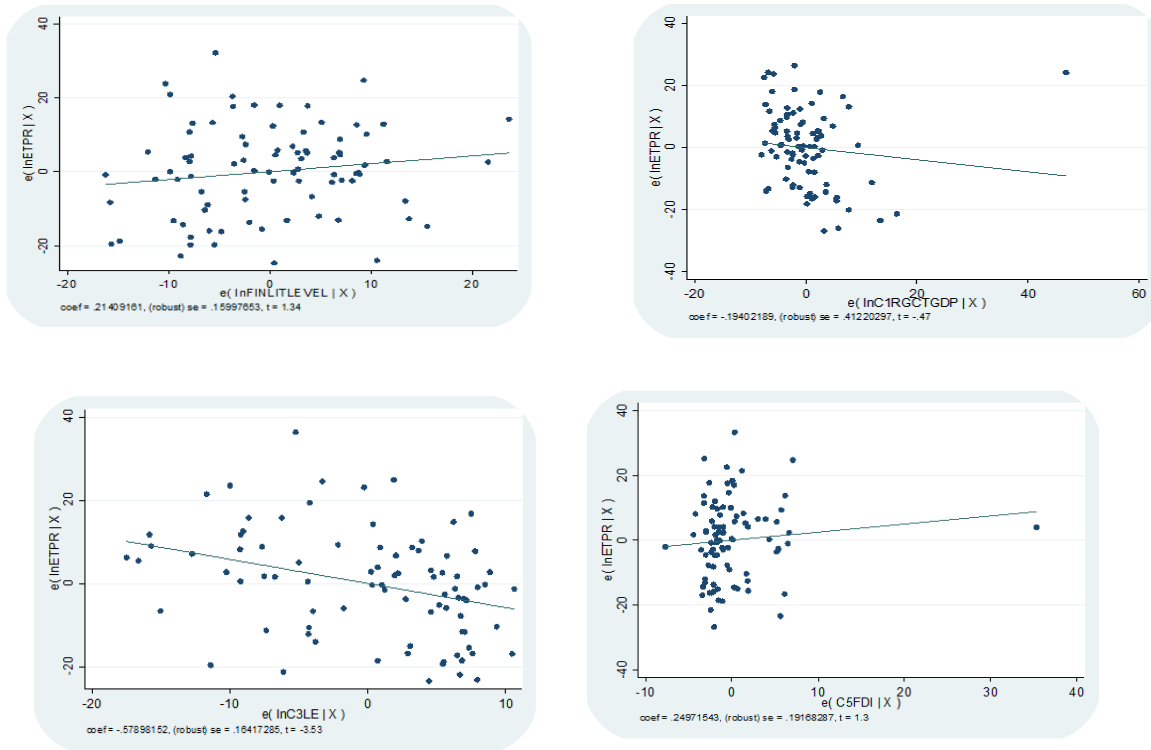 40
20
0
-20
e( lnETPR | X )
-20 -10 0 10 20
e( lnFINLITLEVEL | X )
coef = .21409161, (robust) se = .15997653, t = 1.34
40
20
0
-20
-40
e( lnETPR | X )
-20 0 20 40 60
e( lnC1RGCTGDP | X )
coef = -.19402189, (robust) se = .41220297, t = -.47
40
20
0
-20
e( lnETPR | X )
-20 -10 0 10
e( lnC3LE | X )
coef = -.57898152, (robust) se = .16417285, t = -3.53
40
20
0
-20
-40
e( lnETPR | X )
-10 0 10 20 30 40
e( C5FDI | X )
coef = .24971543, (robust) se = .19168287, t = 1.3